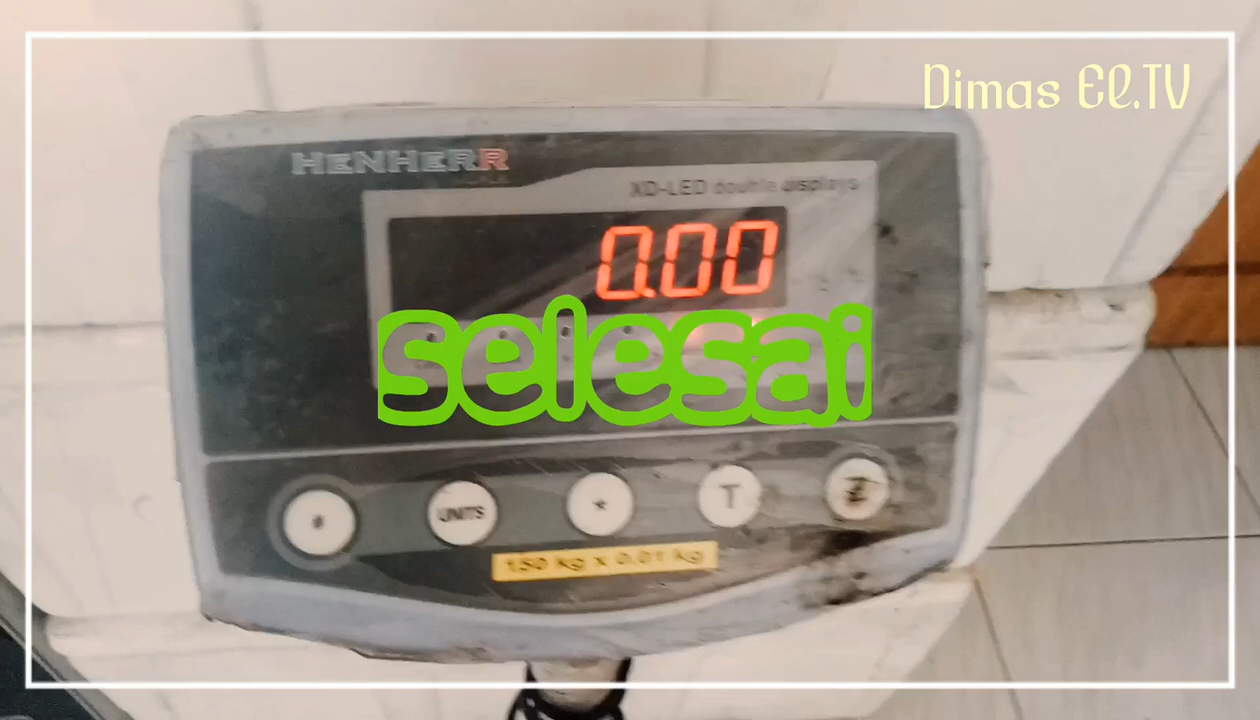 Dimas El.TV
HENHERR
XD-LED double displays
0.00
selesai
#
UNITS
*
T
Z
150 kg x 0.01 kg